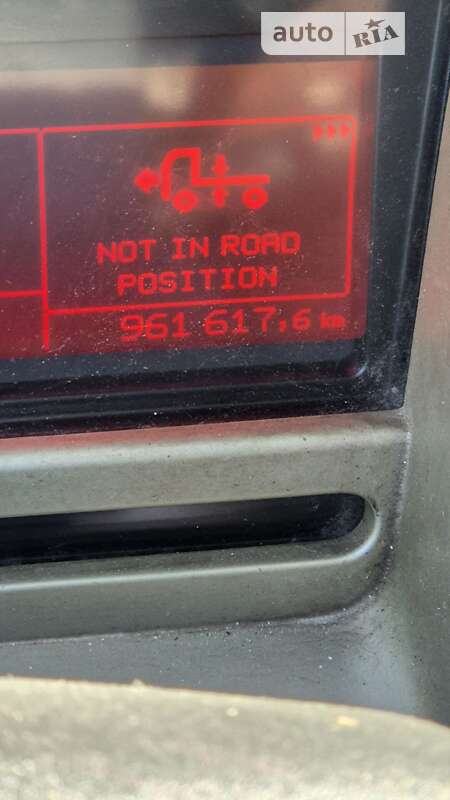 auto RIA
NOT IN ROAD
POSITION
961 617,6 km